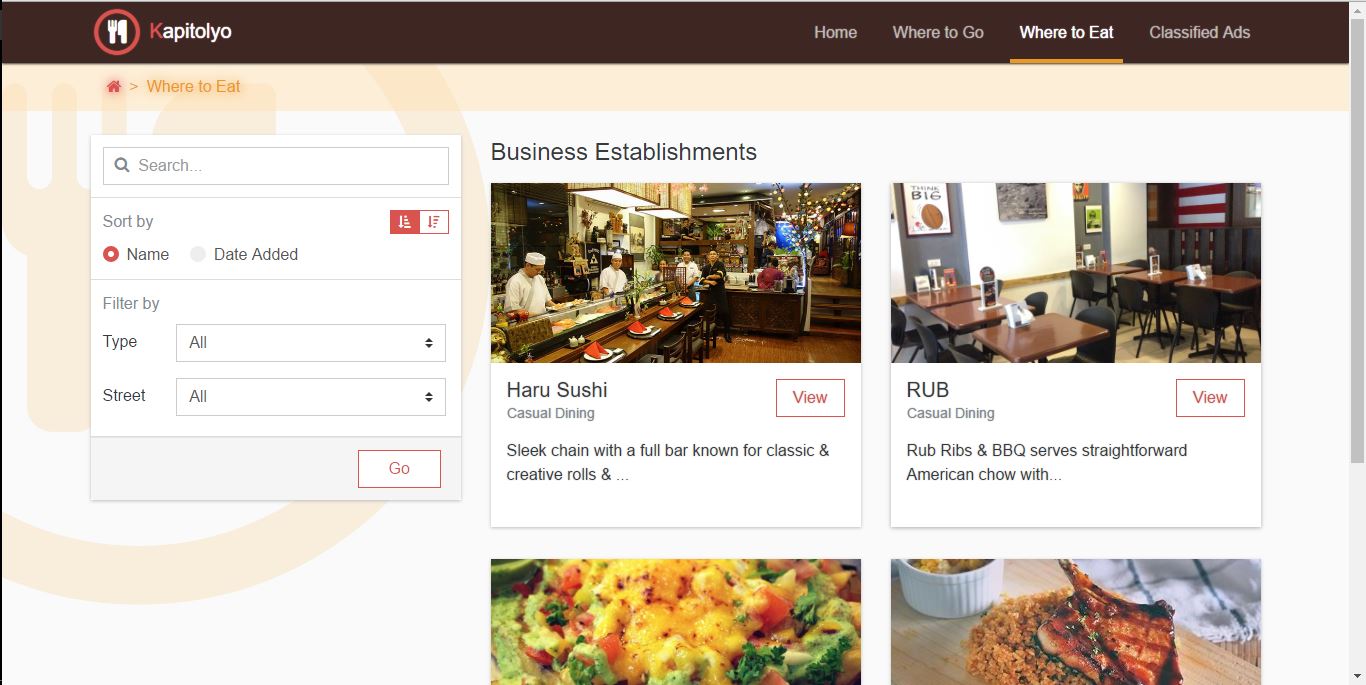 Kapitolyo
Home
Where to Go
Where to Eat
Classified Ads
> Where to Eat
Search...
Sort by
Name
Date Added
Filter by
Type
All
Street
All
Go
Business Establishments
THINK
BIG
Haru Sushi
Casual Dining
View
Sleek chain with a full bar known for classic &
creative rolls & ...
RUB
Casual Dining
View
Rub Ribs & BBQ serves straightforward
American chow with...